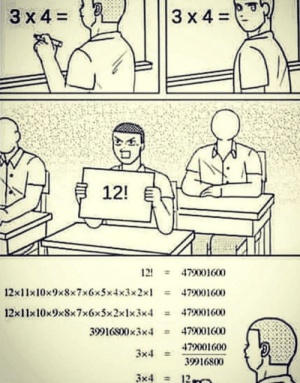 3 x 4 =
3 x 4 =
12!
12! = 479001600
12×11×10×9×8×7×6×5×4×3×2×1 = 479001600
12×11×10×9×8×7×6×5×2×1×3×4 = 479001600
39916800×3×4 = 479001600
3×4 = 479001600
39916800
3×4 = 12